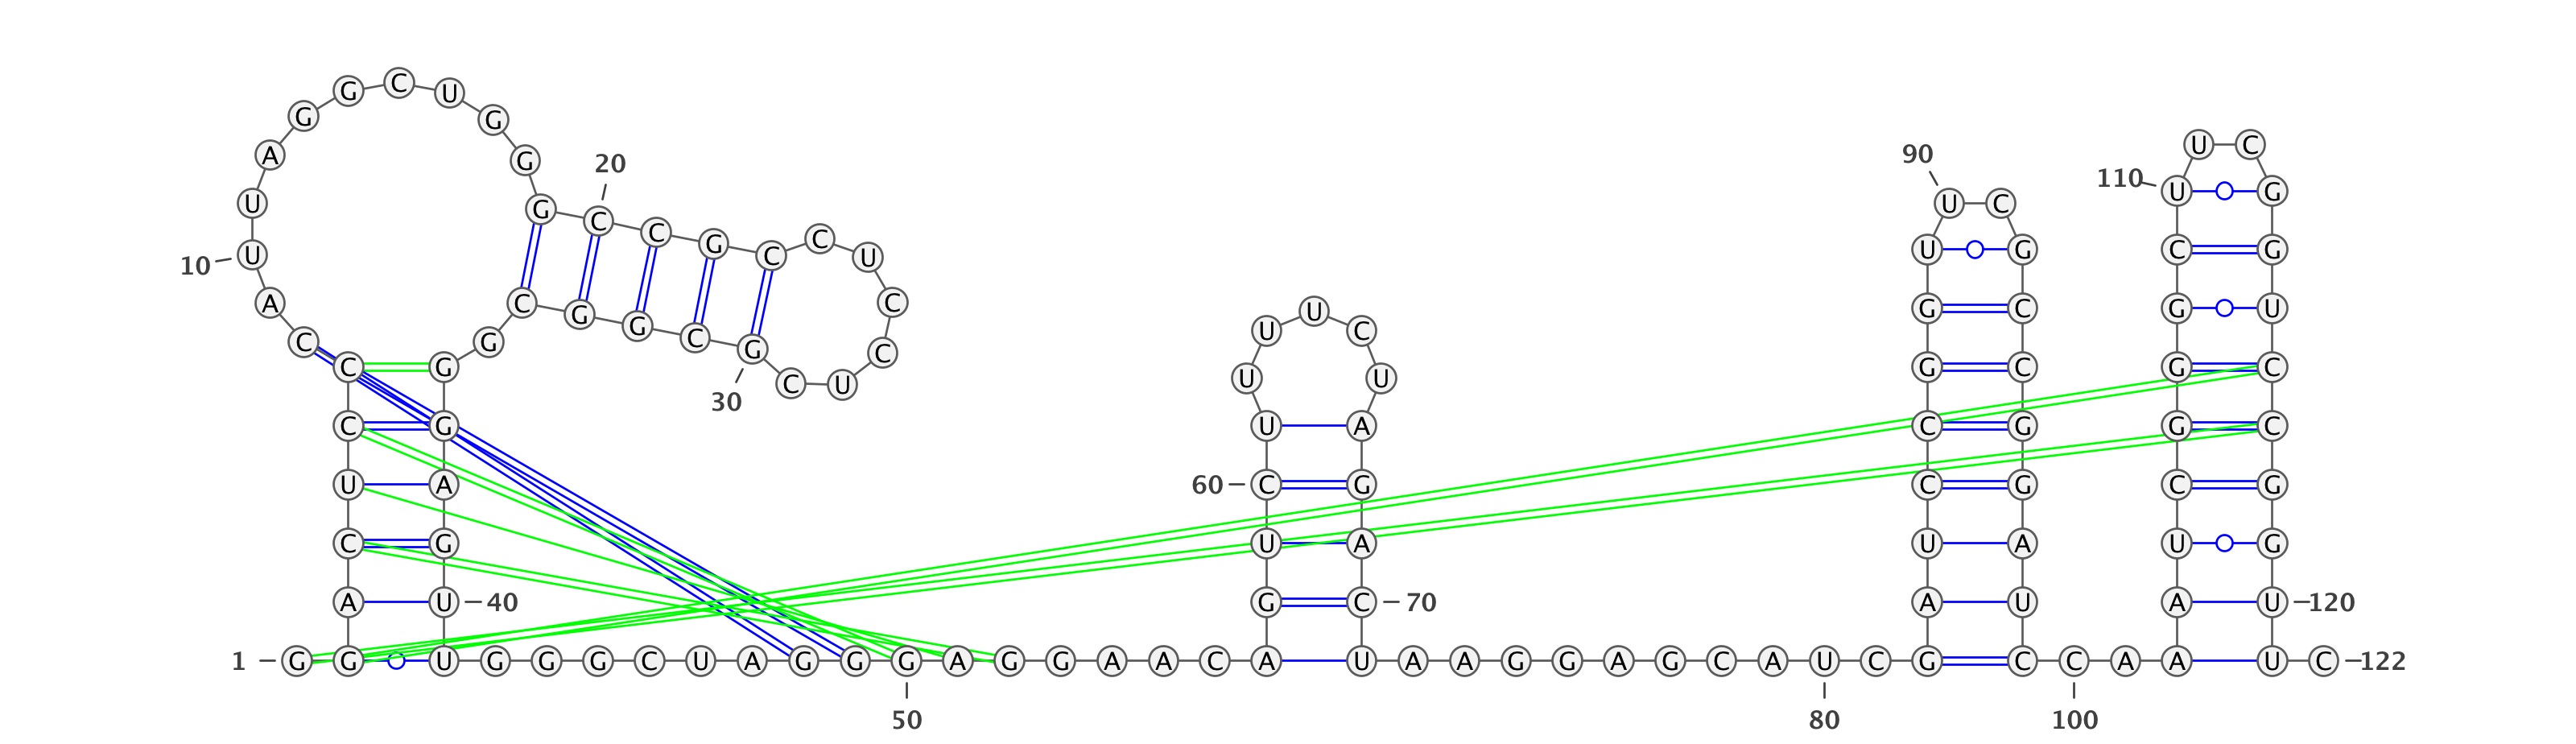 1
G G A C U C C C A U
10
U A G G C U G G G C
20
C G C C U C C U C G
30
C G G C G G G A G U
40
U G G G C U A G G G
50
A G G A A C A G U C
60
U U U U C U A G A C
70
U A A G G A G C A U
80
C G A U C C G G U U
90
C G C C G G A U C C
100
A A A U C G G G C U
110
U C G G U C C G G U
120
U C
122